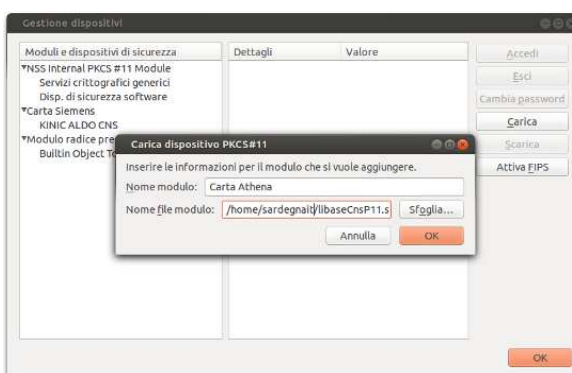 Gestione dispositivi
Moduli e dispositivi di sicurezza
Dettagli
Valore
NSS Internal PKCS #11 Module
Servizi crittografici generici
Disp. di sicurezza software
Carta Siemens
KINIC ALDO CNS
Modulo radice pre
Builtin Object To
Accedi
Esci
Cambia password
Carica
Scarica
Attiva FIPS
Carica dispositivo PKCS#11
Inserire le informazioni per il modulo che si vuole aggiungere.
Nome modulo: Carta Athena
Nome file modulo: /home/sardegnait/libaseCnsP11.s Sfoglia...
Annulla OK
OK